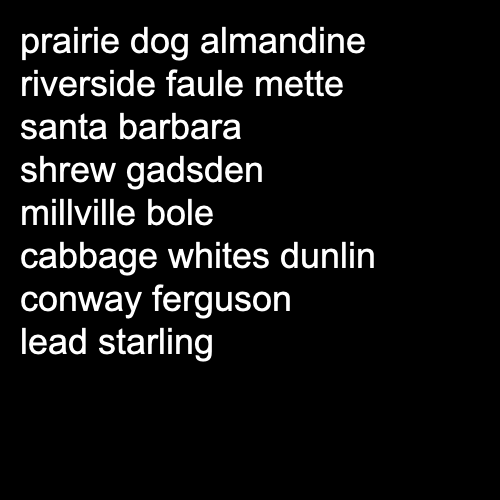 prairie dog almandine
riverside faule mette
santa barbara
shrew gadsden
millville bole
cabbage whites dunlin
conway ferguson
lead starling